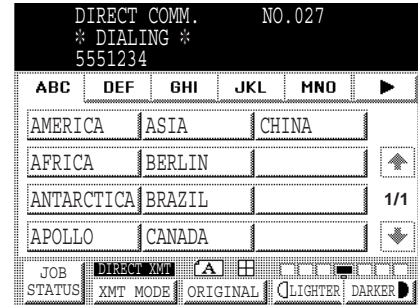 DIRECT COMM. NO.027
* DIALING *
5551234
ABC DEF GHI JKL MNO
AMERICA ASIA CHINA
AFRICA BERLIN
ANTARCTICA BRAZIL 1/1
APOLLO CANADA
JOB STATUS DIRECT XMT A
XMT MODE ORIGINAL LIGHTER DARKER